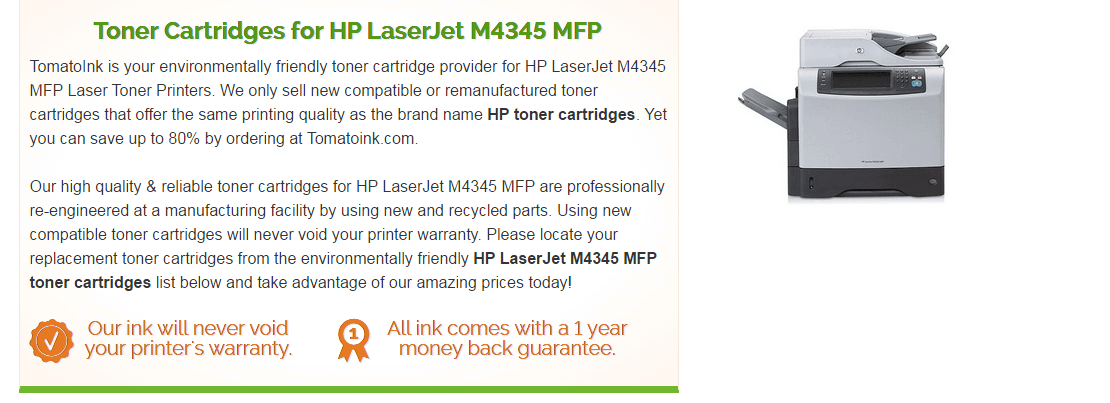 Toner Cartridges for HP LaserJet M4345 MFP
TomatoInk is your environmentally friendly toner cartridge provider for HP LaserJet M4345
MFP Laser Toner Printers. We only sell new compatible or remanufactured toner
cartridges that offer the same printing quality as the brand name HP toner cartridges. Yet
you can save up to 80% by ordering at Tomatoink.com.
Our high quality & reliable toner cartridges for HP LaserJet M4345 MFP are professionally
re-engineered at a manufacturing facility by using new and recycled parts. Using new
compatible toner cartridges will never void your printer warranty. Please locate your
replacement toner cartridges from the environmentally friendly HP LaserJet M4345 MFP
toner cartridges list below and take advantage of our amazing prices today!
Our ink will never void
your printer's warranty.
1
All ink comes with a 1 year
money back guarantee.